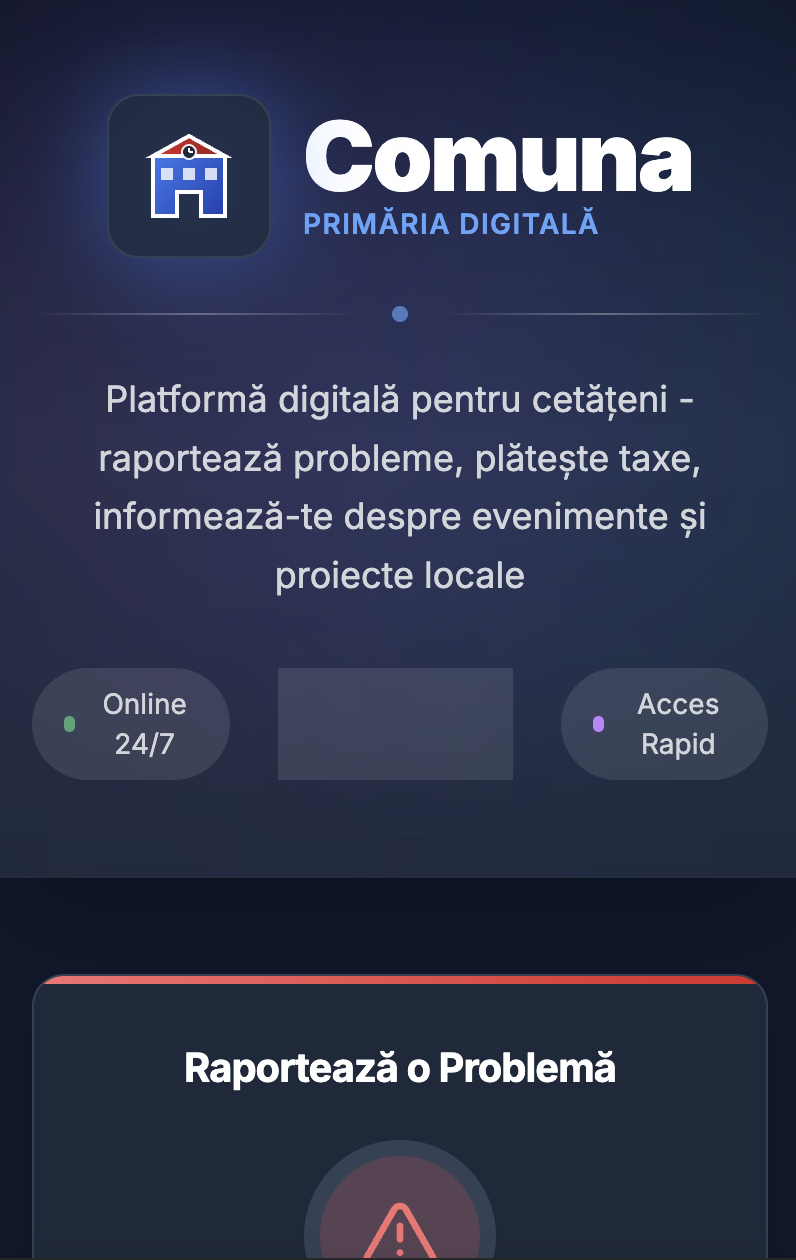 Comuna
PRIMĂRIA DIGITALĂ
Platformă digitală pentru cetățeni -
raportează probleme, plătește taxe,
informează-te despre evenimente și
proiecte locale
Online
24/7
Acces
Rapid
Raportează o Problemă